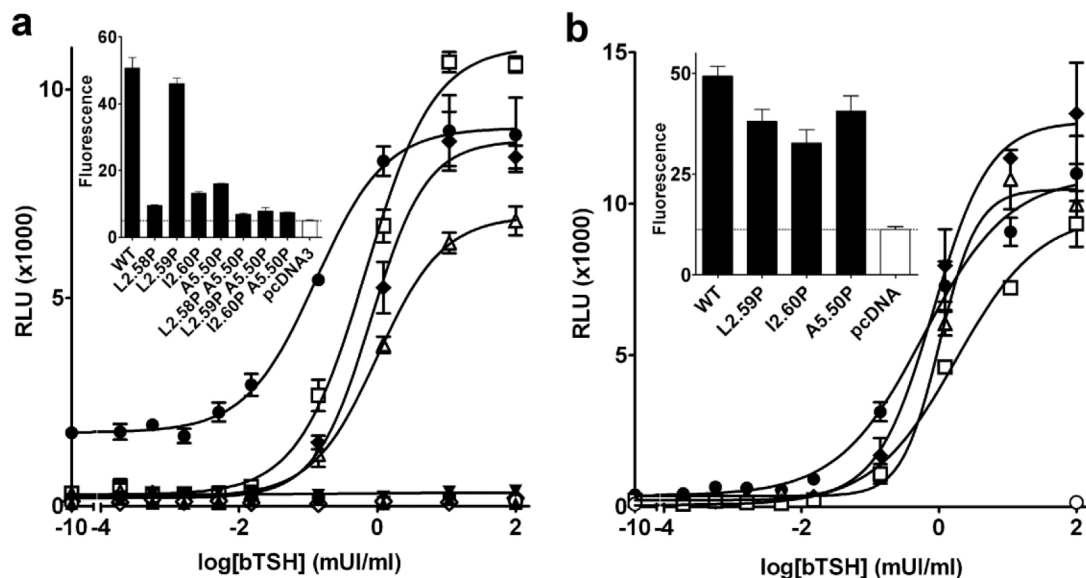 a
60
40
20
0
Fluorescence
WT
L2.58P
L2.59P
I2.60P
A5.50P
L2.58P A5.50P
L2.59P A5.50P
I2.60P A5.50P
pcDNA3
10
5
0
RLU (x1000)
-10 -4 -2 0 2
log[bTSH] (mUI/ml)
b
50
25
0
Fluorescence
WT
L2.59P
I2.60P
A5.50P
pcDNA
15
10
5
0
RLU (x1000)
-10 -4 -2 0 2
log[bTSH] (mUI/ml)